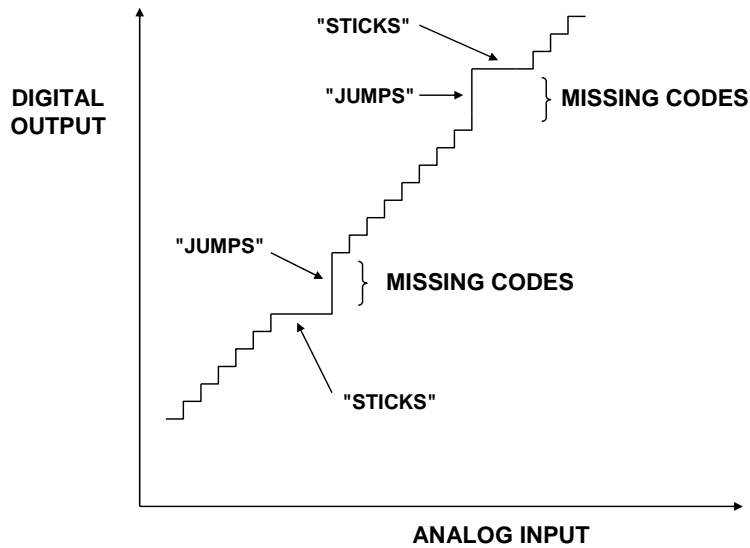 "STICKS"
DIGITAL
OUTPUT
"JUMPS"
MISSING CODES
"JUMPS"
MISSING CODES
"STICKS"
ANALOG INPUT